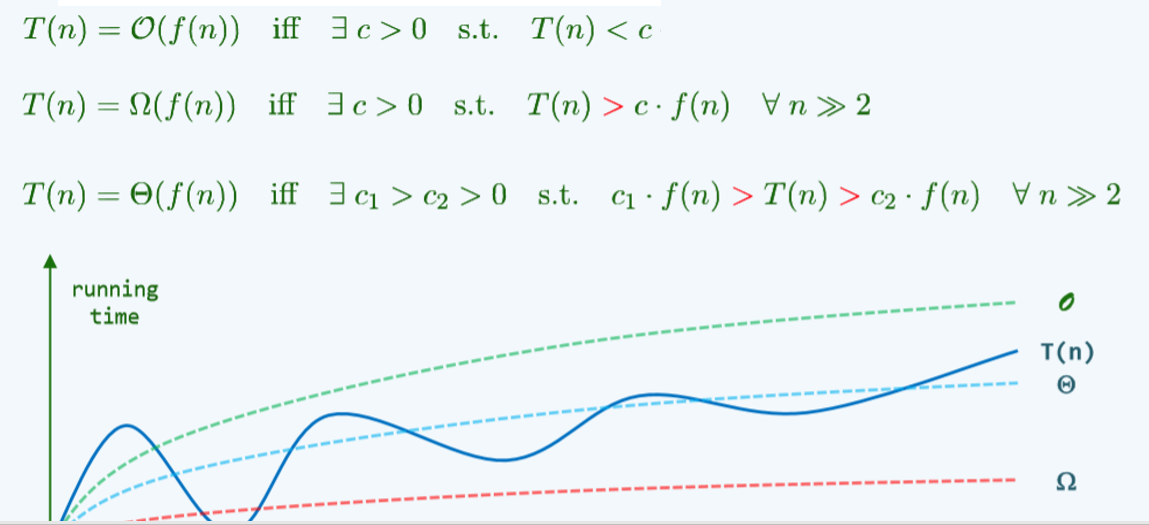 T(n) = 𝒪(f(n)) iff ∃ c > 0 s.t. T(n) < c
T(n) = Ω(f(n)) iff ∃ c > 0 s.t. T(n) > c · f(n) ∀ n ≫ 2
T(n) = Θ(f(n)) iff ∃ c₁ > c₂ > 0 s.t. c₁ · f(n) > T(n) > c₂ · f(n) ∀ n ≫ 2
running
time
𝒪
T(n)
Θ
Ω